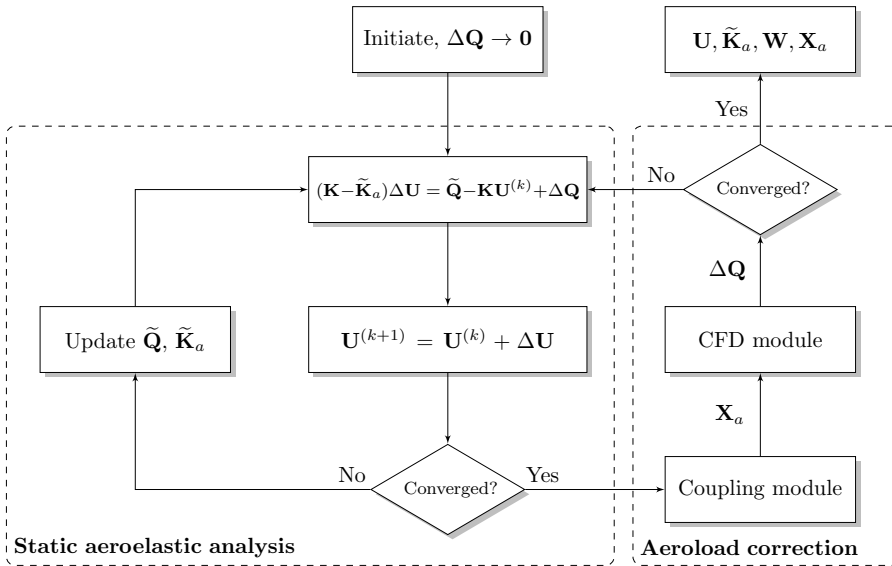 Initiate, Δ𝐐 → 𝟎
𝐔, 𝐊̃ₐ, 𝐖, 𝐗ₐ
Yes
(𝐊−𝐊̃ₐ)Δ𝐔 = 𝐐̃−𝐊𝐔⁽ᵏ⁾+Δ𝐐
No
Converged?
Δ𝐐
Update 𝐐̃, 𝐊̃ₐ
𝐔⁽ᵏ⁺¹⁾ = 𝐔⁽ᵏ⁾ + Δ𝐔
CFD module
𝐗ₐ
No
Converged?
Yes
Coupling module
Static aeroelastic analysis
Aeroload correction